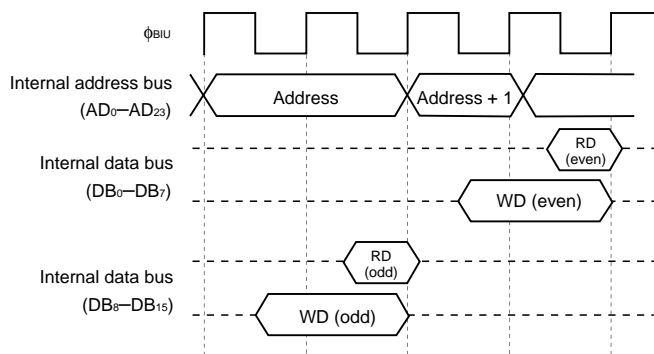 φBIU
Internal address bus
(AD0–AD23)
Address
Address + 1
RD
(even)
Internal data bus
(DB0–DB7)
WD (even)
RD
(odd)
Internal data bus
(DB8–DB15)
WD (odd)